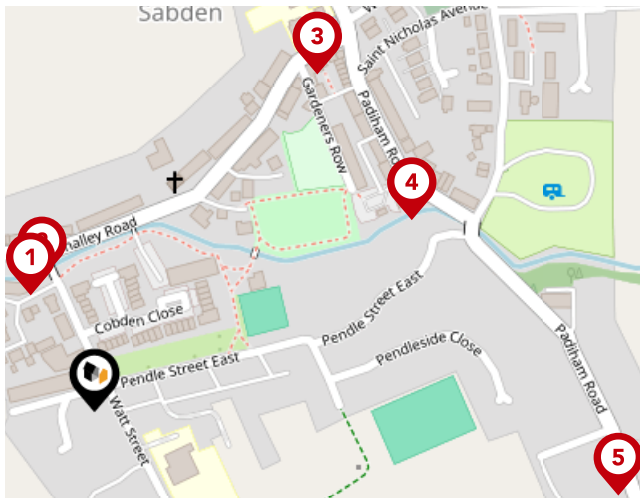 Sabden
Saint Nicholas Avenue
3
Gardeners Row
Padiham Road
4
1
halley Road
Cobden Close
Pendle Street East
Pendleside Close
Pendle Street East
Watt Street
Padiham Road
5